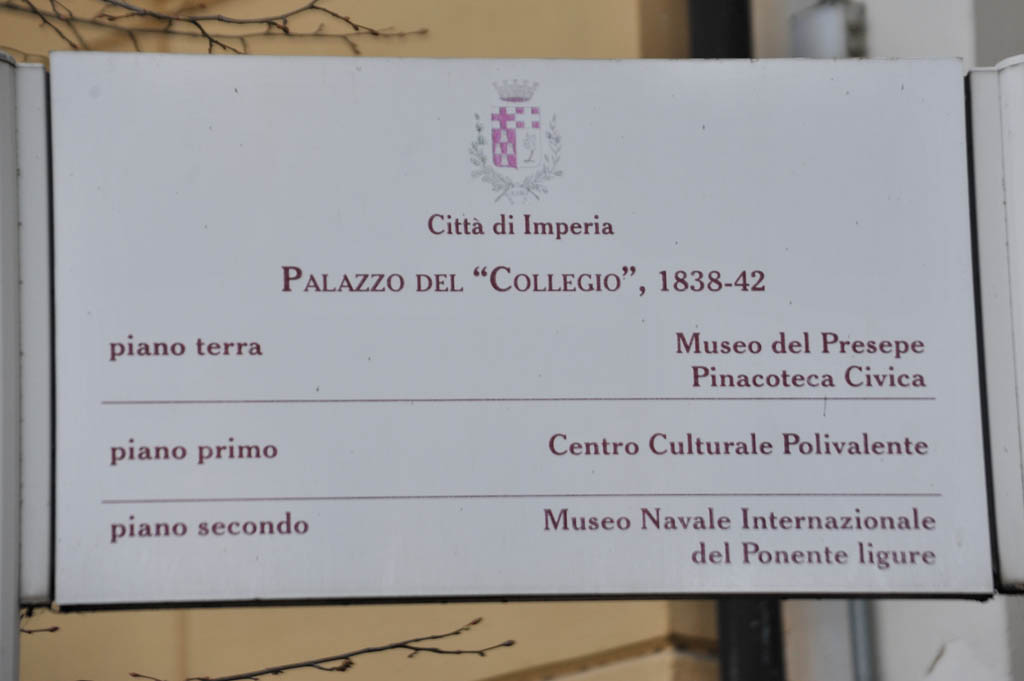 Città di Imperia
PALAZZO DEL “COLLEGIO”, 1838-42
piano terra Museo del Presepe
Pinacoteca Civica
piano primo Centro Culturale Polivalente
piano secondo Museo Navale Internazionale
del Ponente ligure